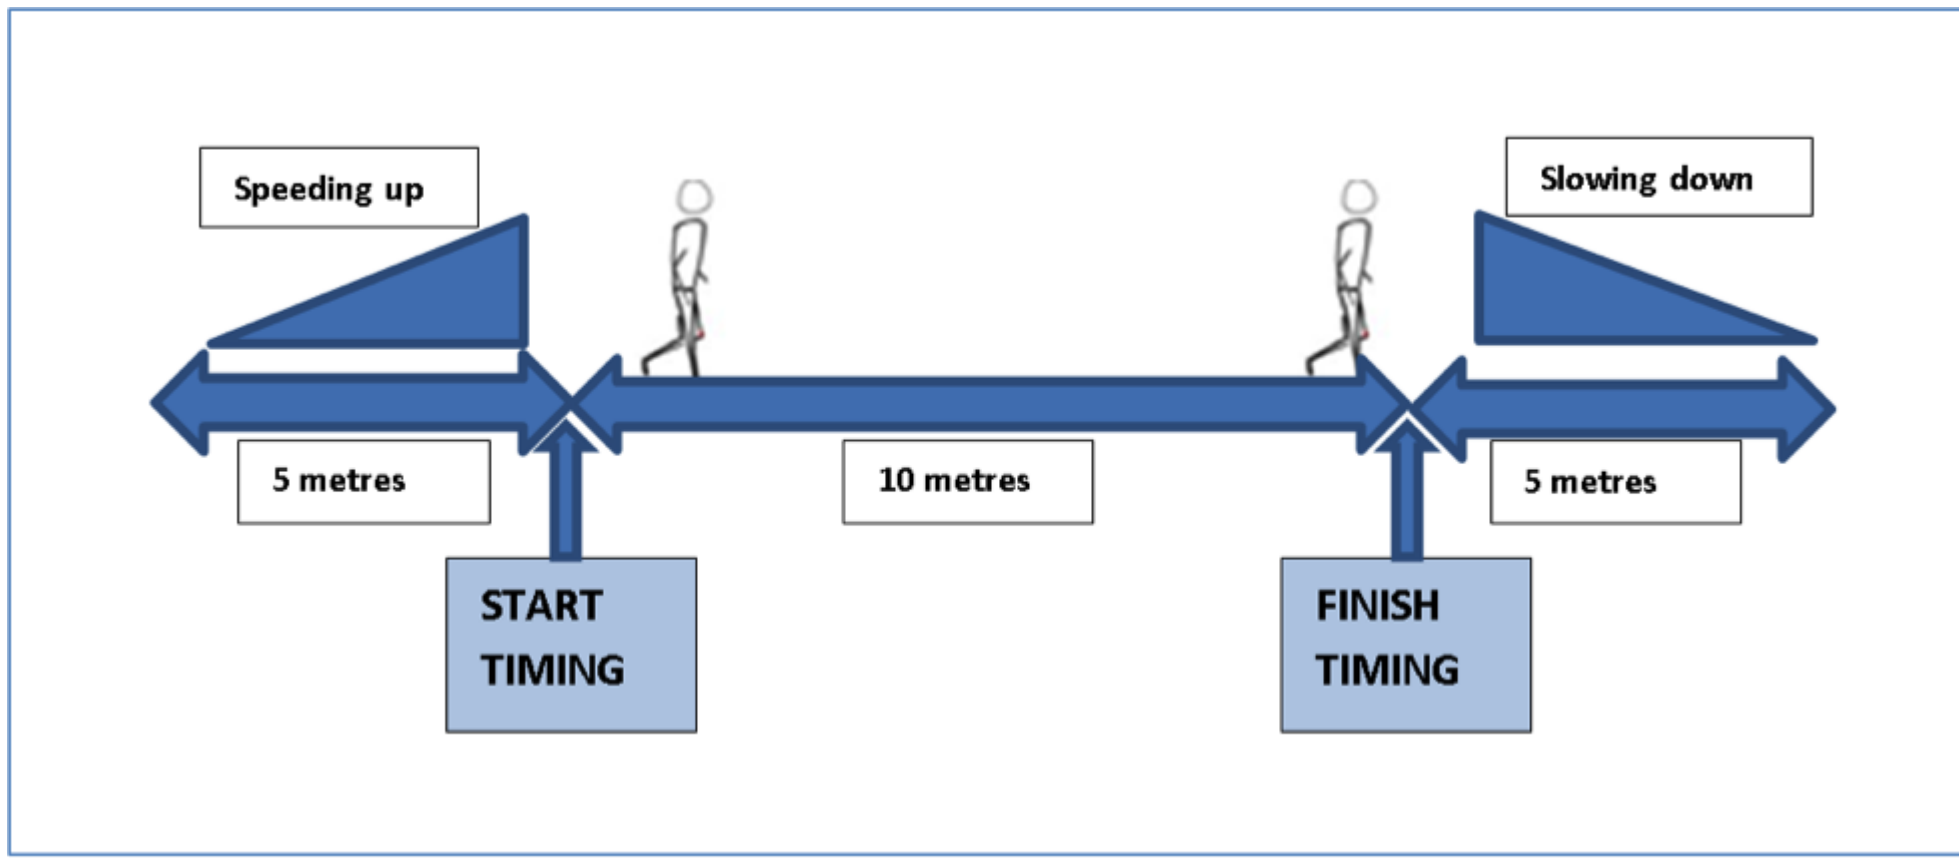 Speeding up
Slowing down
5 metres
10 metres
5 metres
START
TIMING
FINISH
TIMING